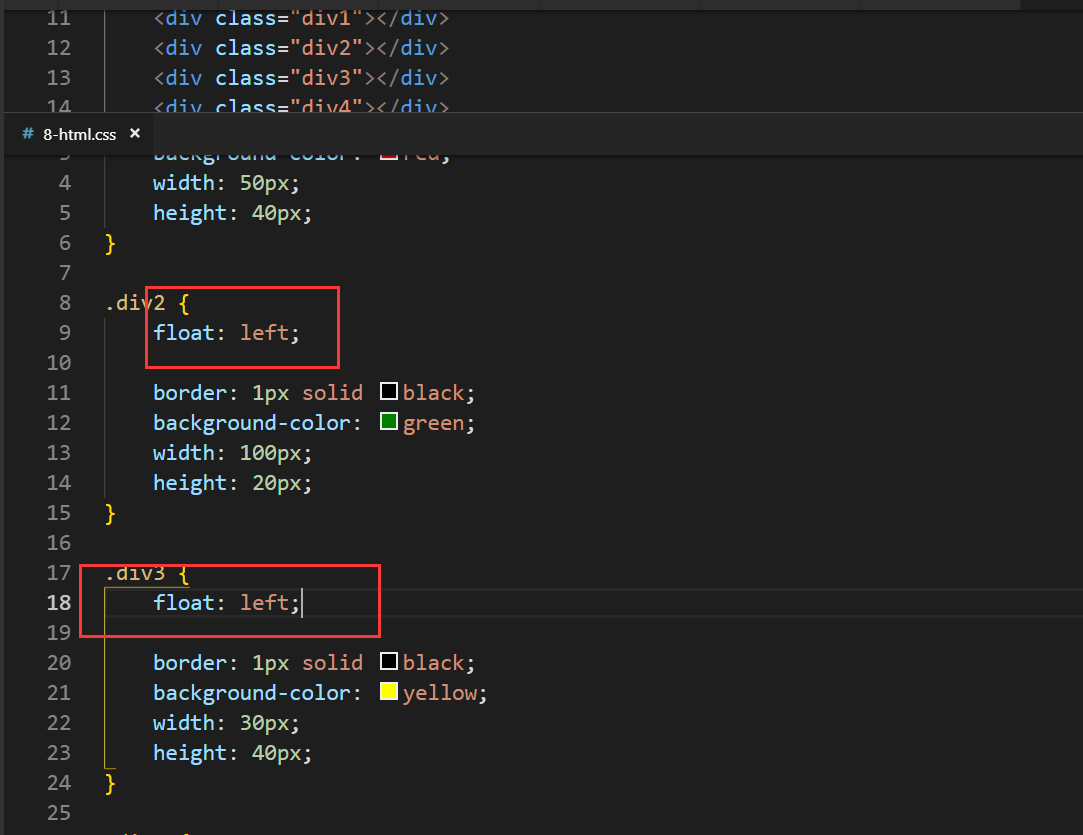 11 <div class="div1"></div>
12 <div class="div2"></div>
13 <div class="div3"></div>
14 <div class="div4"></div>
# 8-html.css ×
3 background-color: red;
4 width: 50px;
5 height: 40px;
6 }
7
8 .div2 {
9 float: left;
10
11 border: 1px solid black;
12 background-color: green;
13 width: 100px;
14 height: 20px;
15 }
16
17 .div3 {
18 float: left;
19
20 border: 1px solid black;
21 background-color: yellow;
22 width: 30px;
23 height: 40px;
24 }
25